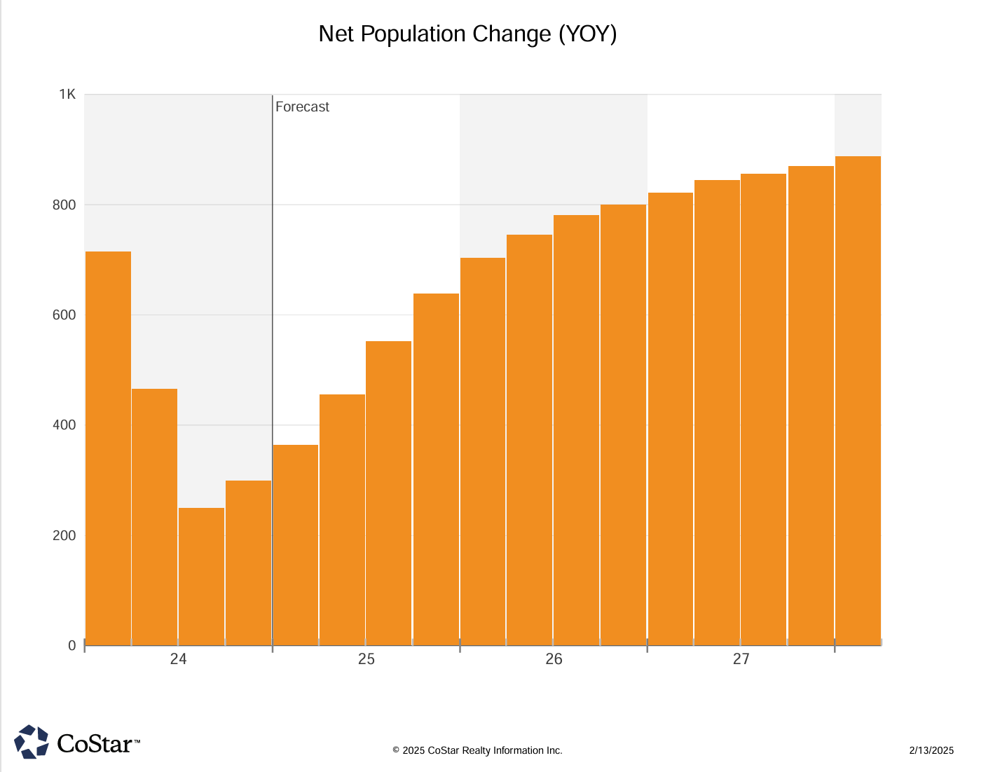 Net Population Change (YOY)
1K
Forecast
800
600
400
200
0
24 25 26 27
CoStar™
© 2025 CoStar Realty Information Inc.
2/13/2025